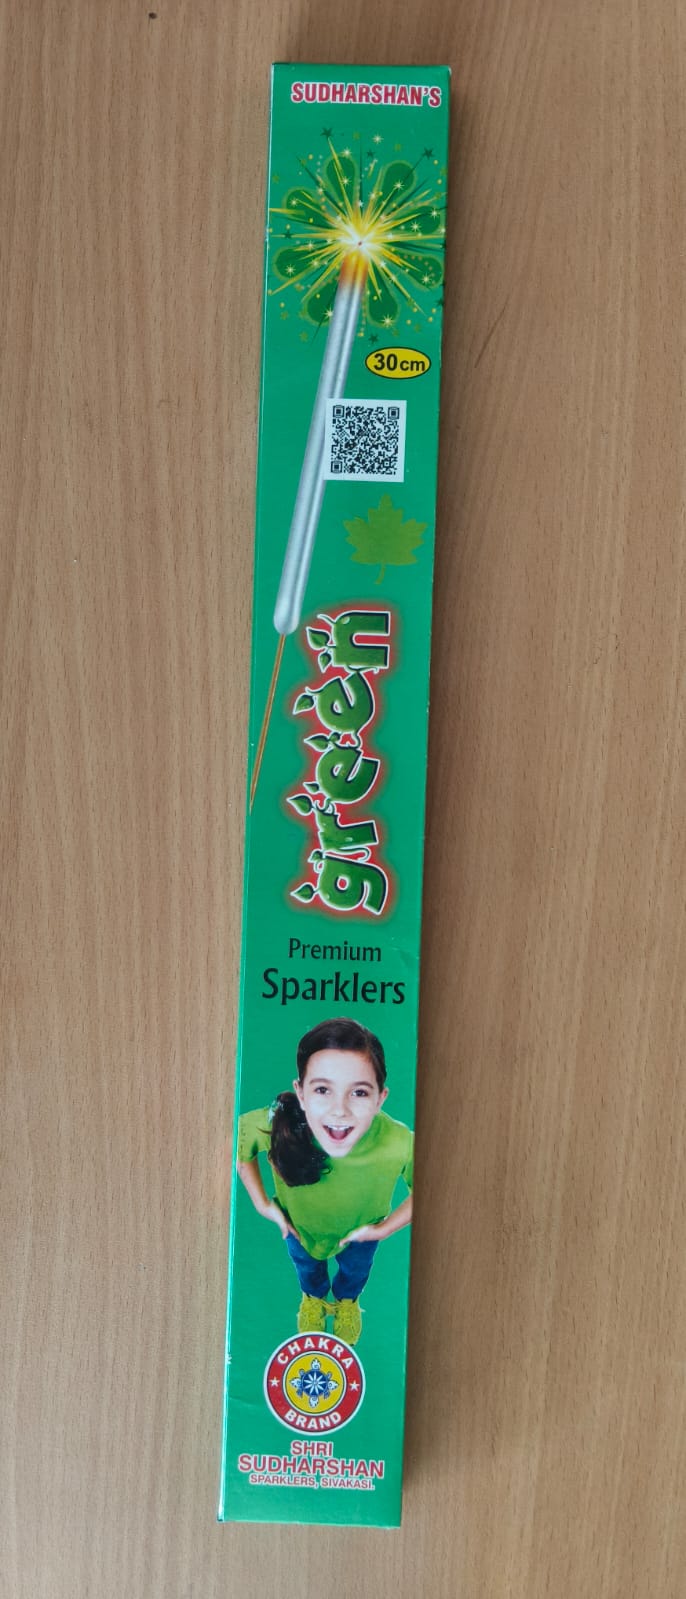 SUDHARSHAN'S
30cm
green
Premium
Sparklers
CHAKRA
BRAND
SHRI
SUDHARSHAN
SPARKLERS, SIVAKASI.